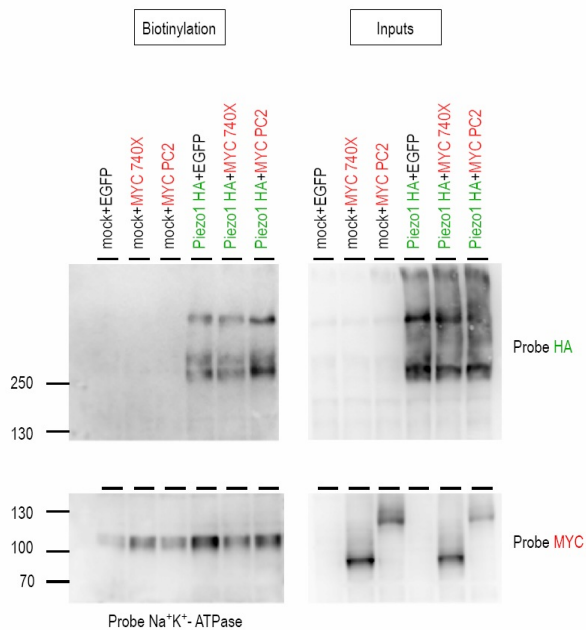 Biotinylation
Inputs
mock+EGFP
mock+MYC 740X
mock+MYC PC2
Piezo1 HA+EGFP
Piezo1 HA+MYC 740X
Piezo1 HA+MYC PC2
mock+EGFP
mock+MYC 740X
mock+MYC PC2
Piezo1 HA+EGFP
Piezo1 HA+MYC 740X
Piezo1 HA+MYC PC2
Probe HA
250
130
130
100
70
Probe MYC
Probe Na⁺K⁺- ATPase